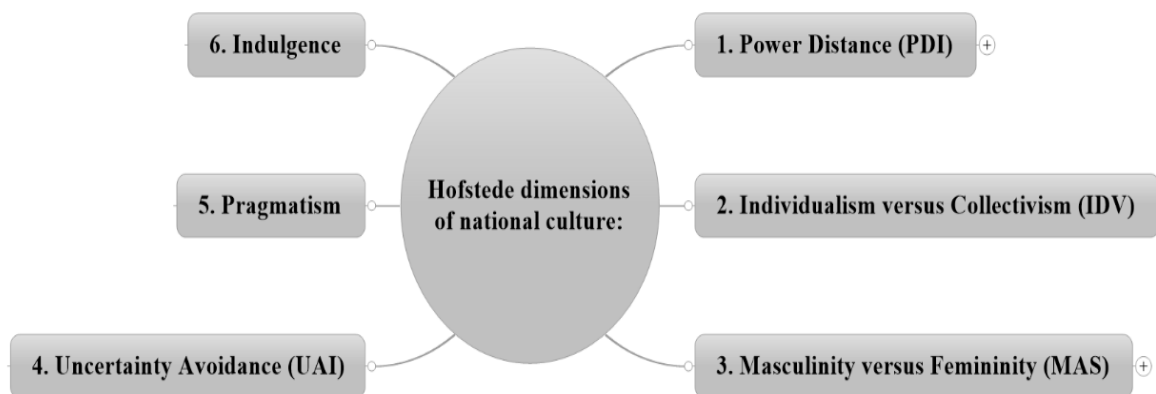 Hofstede dimensions
of national culture:
1. Power Distance (PDI)
2. Individualism versus Collectivism (IDV)
3. Masculinity versus Femininity (MAS)
4. Uncertainty Avoidance (UAI)
5. Pragmatism
6. Indulgence